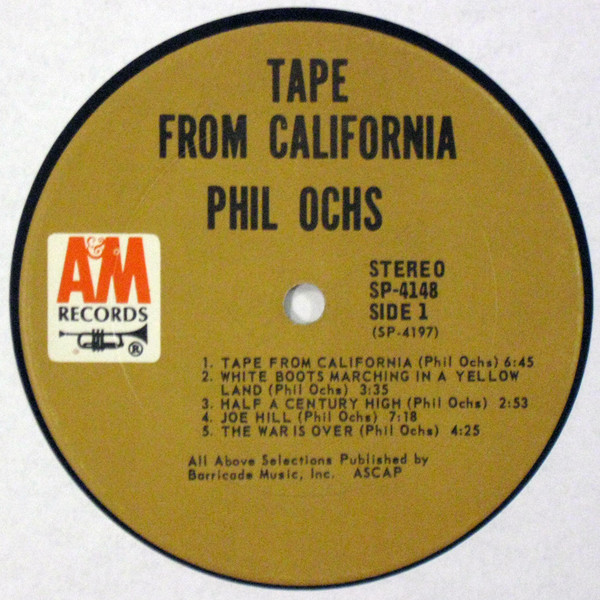 TAPE
FROM CALIFORNIA
PHIL OCHS
A&M
RECORDS
®
STEREO
SP-4148
SIDE 1
(SP-4197)
1. TAPE FROM CALIFORNIA (Phil Ochs) 6:45
2. WHITE BOOTS MARCHING IN A YELLOW
LAND (Phil Ochs) 3:35
3. HALF A CENTURY HIGH (Phil Ochs) 2:53
4. JOE HILL (Phil Ochs) 7:18
5. THE WAR IS OVER (Phil Ochs) 4:25
All Above Selections Published by
Barricade Music, Inc. ASCAP